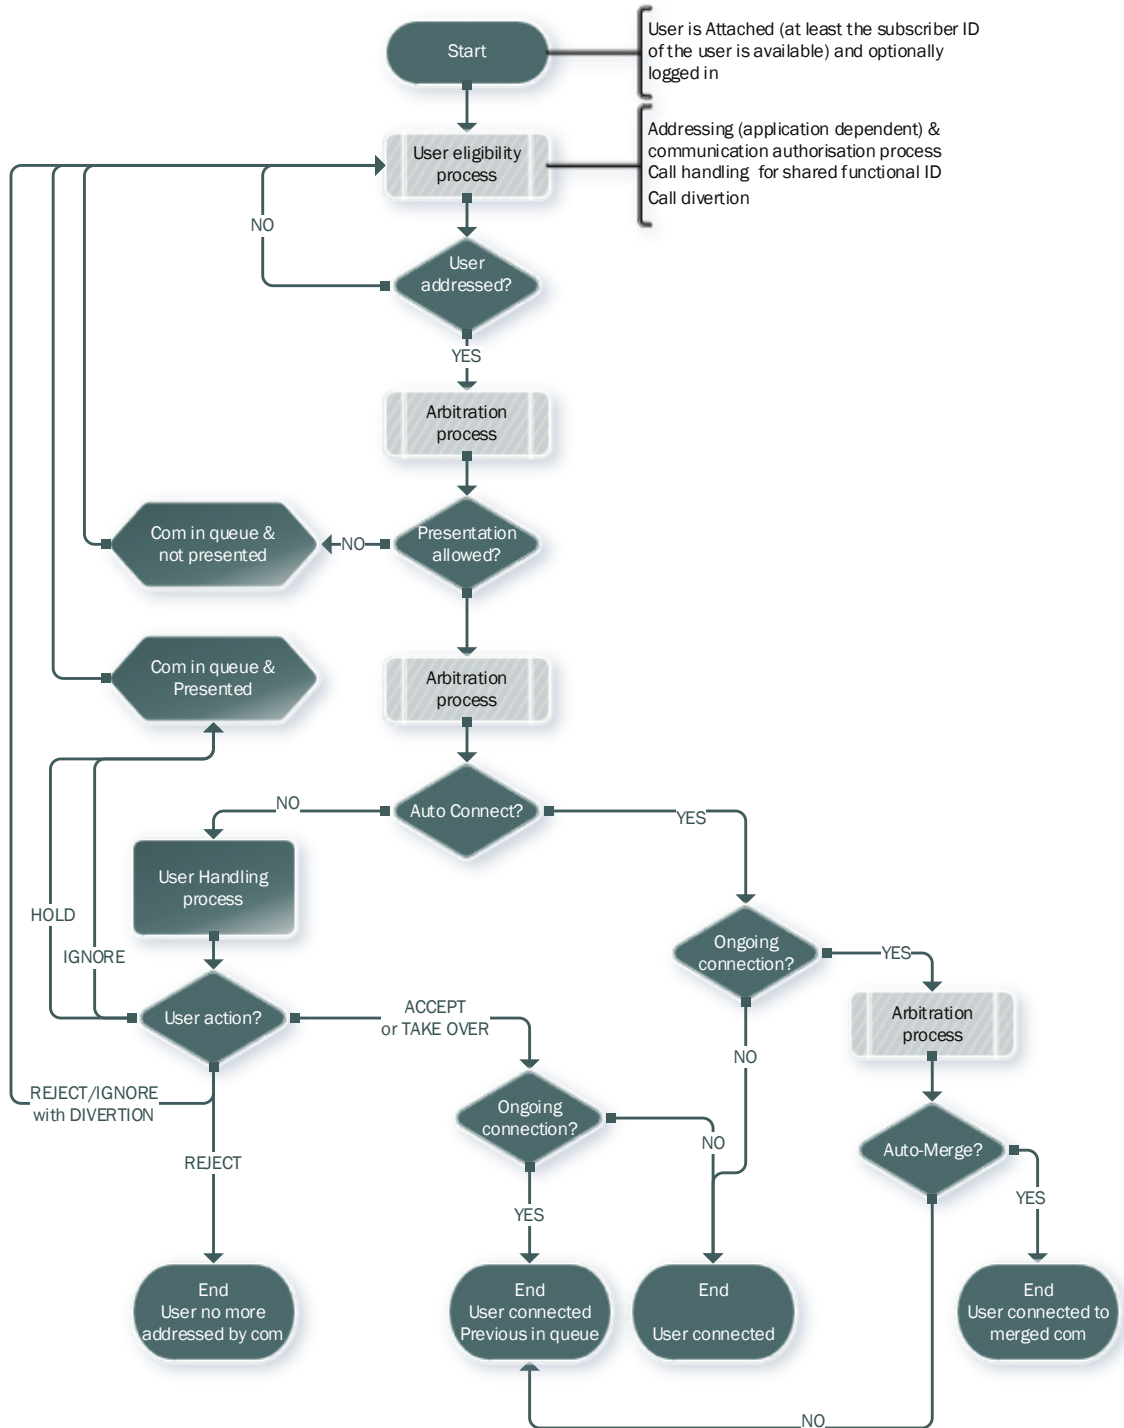 Start
User is Attached (at least the subscriber ID
of the user is available) and optionally
logged in
User eligibility
process
Addressing (application dependent) &
communication authorisation process
Call handling for shared functional ID
Call divertion
NO
User
addressed?
YES
Arbitration
process
Com in queue &
not presented
NO
Presentation
allowed?
Com in queue &
Presented
Arbitration
process
NO
Auto Connect?
YES
User Handling
process
HOLD
IGNORE
Ongoing
connection?
YES
User action?
ACCEPT
or TAKE OVER
Arbitration
process
NO
REJECT/IGNORE
with DIVERTION
Ongoing
connection?
NO
Auto-Merge?
REJECT
YES
YES
End
User no more
addressed by com
End
User connected
Previous in queue
End
User connected
End
User connected to
merged com
NO